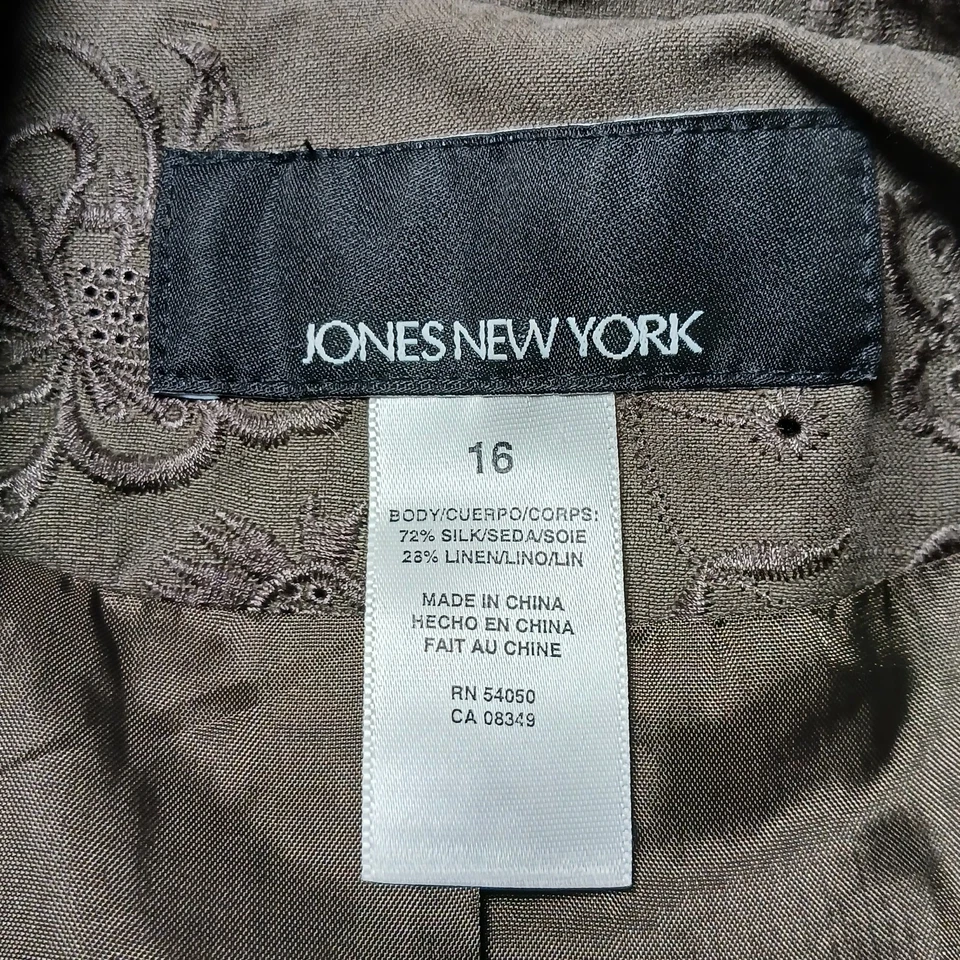 JONES NEW YORK
16
BODY/CUERPO/CORPS:
72% SILK/SEDA/SOIE
28% LINEN/LINO/LIN
MADE IN CHINA
HECHO EN CHINA
FAIT AU CHINE
RN 54050
CA 08349